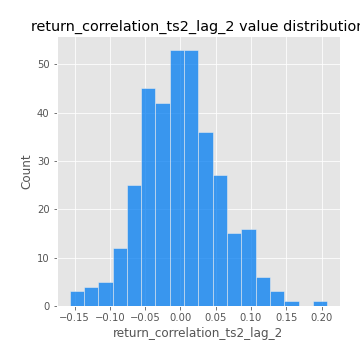 return_correlation_ts2_lag_2 value distribution
50
40
30
20
10
0
Count
−0.15 −0.10 −0.05 0.00 0.05 0.10 0.15 0.20
return_correlation_ts2_lag_2